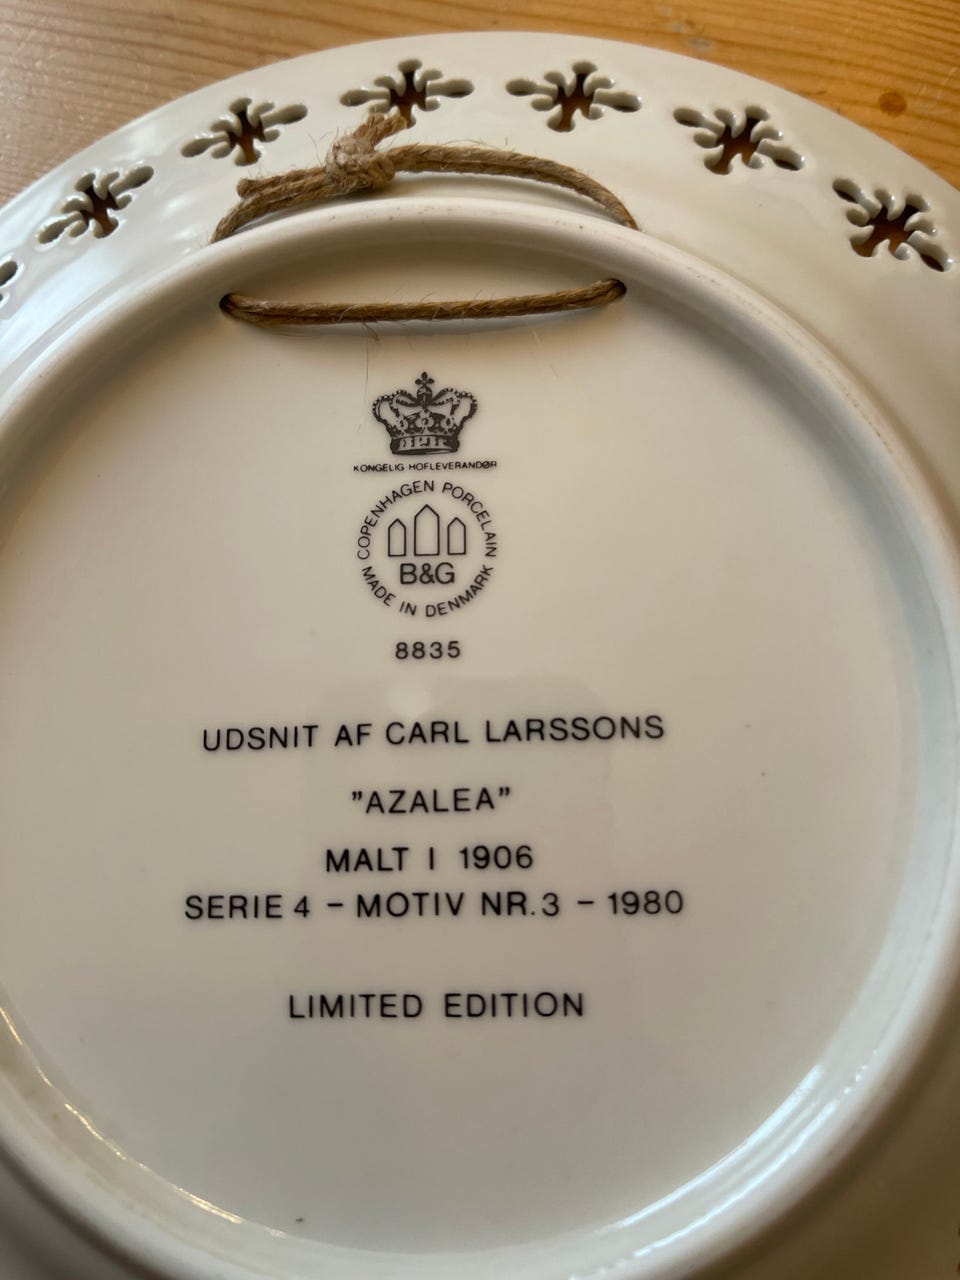 KONGELIG HOFLEVERANDØR
COPENHAGEN PORCELAIN
B&G
MADE IN DENMARK
8835
UDSNIT AF CARL LARSSONS
"AZALEA"
MALT I 1906
SERIE 4 – MOTIV NR. 3 – 1980
LIMITED EDITION